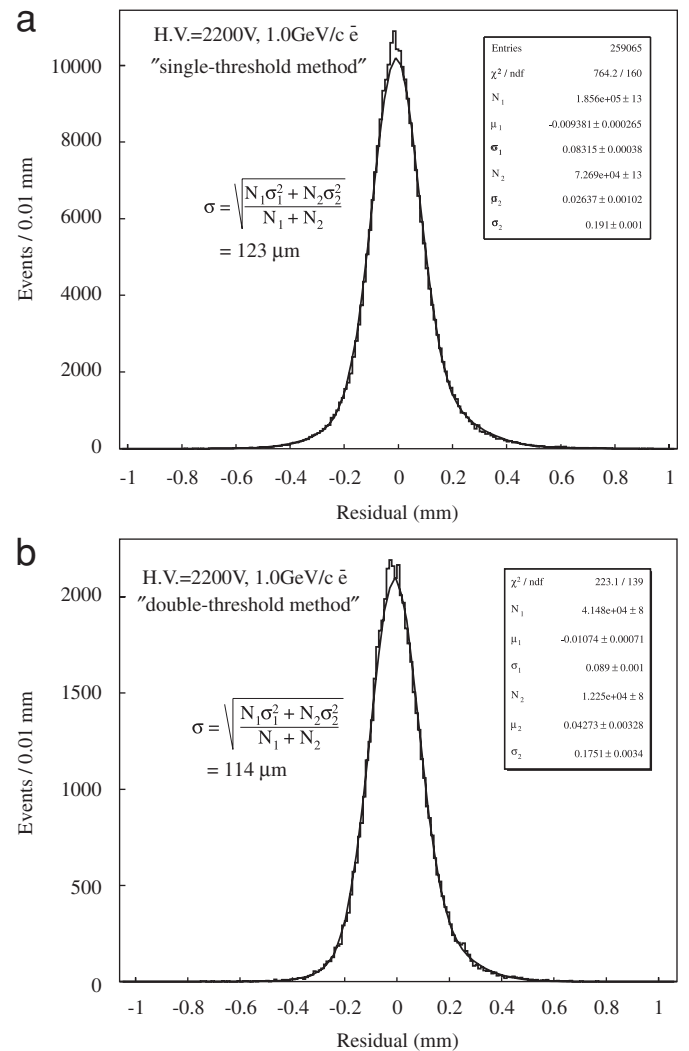 a
H.V.=2200V, 1.0GeV/c ē
"single-threshold method"
Entries 259065
χ² / ndf 764.2 / 160
N₁ 1.856e+05 ± 13
μ₁ -0.009381 ± 0.000265
σ₁ 0.08315 ± 0.00038
N₂ 7.269e+04 ± 13
μ₂ 0.02637 ± 0.00102
σ₂ 0.191 ± 0.001
σ = √((N₁σ₁² + N₂σ₂²)/(N₁ + N₂))
= 123 μm
Events / 0.01 mm
10000
8000
6000
4000
2000
0
-1 -0.8 -0.6 -0.4 -0.2 0 0.2 0.4 0.6 0.8 1
Residual (mm)
b
H.V.=2200V, 1.0GeV/c ē
"double-threshold method"
χ² / ndf 223.1 / 139
N₁ 4.148e+04 ± 8
μ₁ -0.01074 ± 0.00071
σ₁ 0.089 ± 0.001
N₂ 1.225e+04 ± 8
μ₂ 0.04273 ± 0.00328
σ₂ 0.1751 ± 0.0034
σ = √((N₁σ₁² + N₂σ₂²)/(N₁ + N₂))
= 114 μm
Events / 0.01 mm
2000
1500
1000
500
0
-1 -0.8 -0.6 -0.4 -0.2 0 0.2 0.4 0.6 0.8 1
Residual (mm)